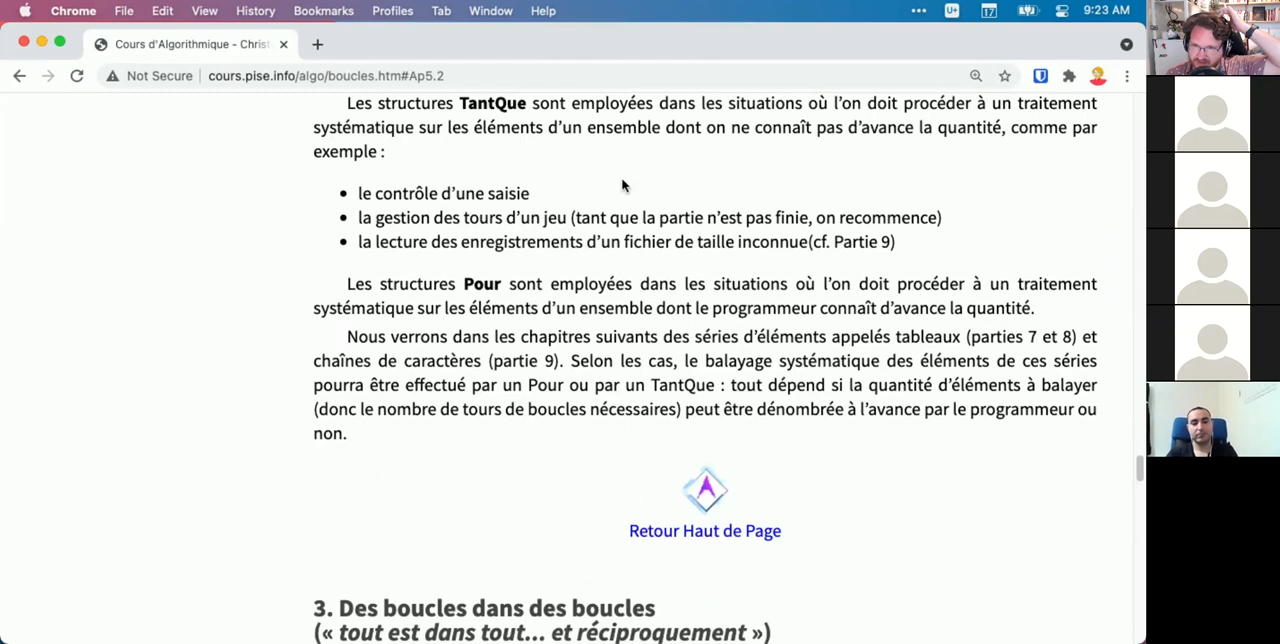 Chrome File Edit View History Bookmarks Profiles Tab Window Help 17 9:23 AM
Cours d'Algorithmique - Christ
Not Secure cours.pise.info/algo/boucles.htm#Ap5.2
Les structures TantQue sont employées dans les situations où l'on doit procéder à un traitement
systématique sur les éléments d'un ensemble dont on ne connaît pas d'avance la quantité, comme par
exemple :
• le contrôle d'une saisie
• la gestion des tours d'un jeu (tant que la partie n'est pas finie, on recommence)
• la lecture des enregistrements d'un fichier de taille inconnue(cf. Partie 9)
Les structures Pour sont employées dans les situations où l'on doit procéder à un traitement
systématique sur les éléments d'un ensemble dont le programmeur connaît d'avance la quantité.
Nous verrons dans les chapitres suivants des séries d'éléments appelés tableaux (parties 7 et 8) et
chaînes de caractères (partie 9). Selon les cas, le balayage systématique des éléments de ces séries
pourra être effectué par un Pour ou par un TantQue : tout dépend si la quantité d'éléments à balayer
(donc le nombre de tours de boucles nécessaires) peut être dénombrée à l'avance par le programmeur ou
non.
Retour Haut de Page
3. Des boucles dans des boucles
(« tout est dans tout... et réciproquement »)